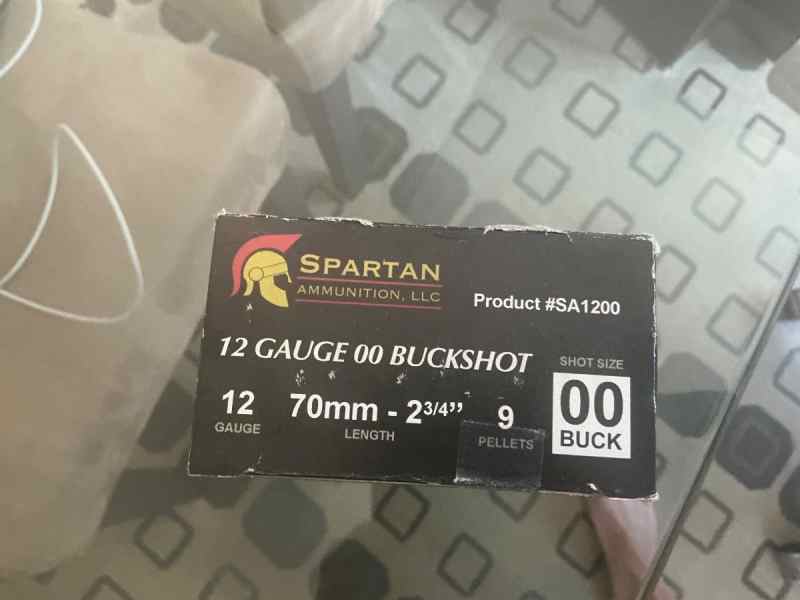 SPARTAN
AMMUNITION, LLC
Product #SA1200
12 GAUGE 00 BUCKSHOT
SHOT SIZE
12 70mm - 2 3/4” 9
GAUGE LENGTH PELLETS
00
BUCK